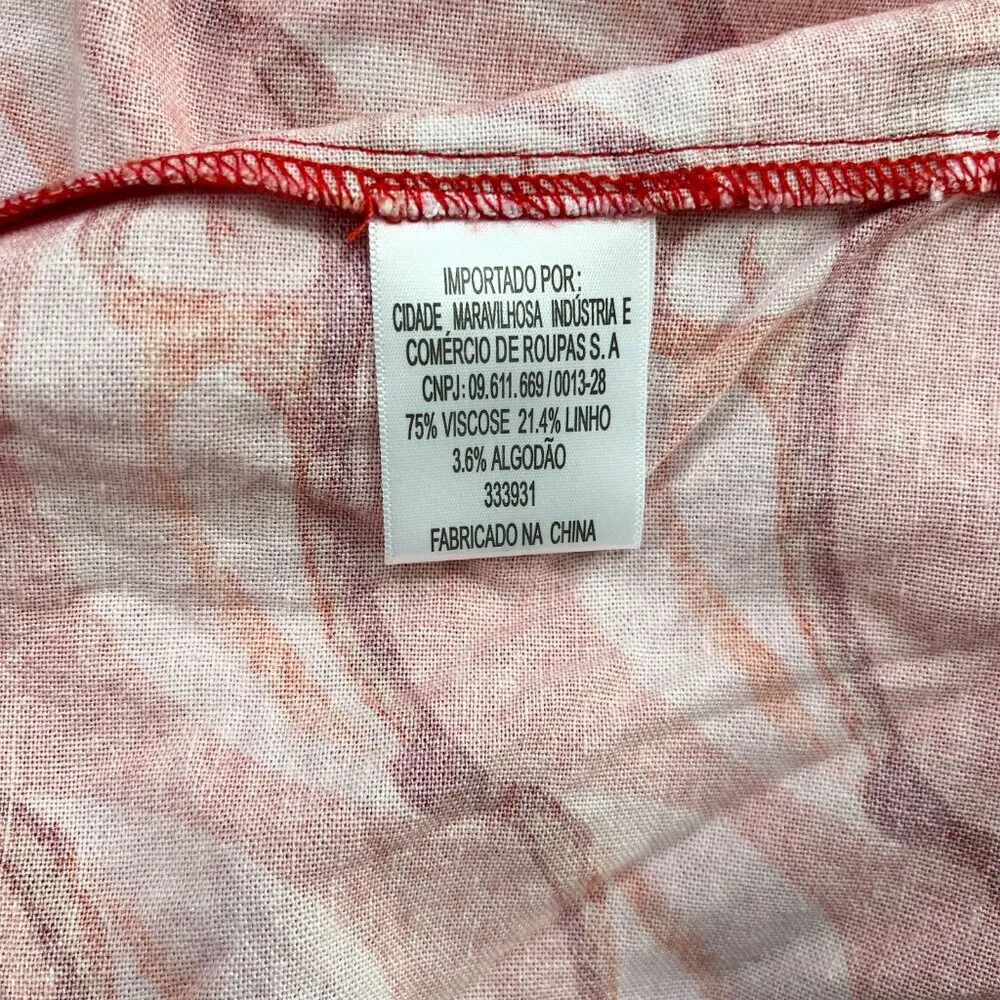 IMPORTADO POR:
CIDADE MARAVILHOSA INDÚSTRIA E
COMÉRCIO DE ROUPAS S.A
CNPJ: 09.611.669/0013-28
75% VISCOSE 21.4% LINHO
3.6% ALGODÃO
333931
FABRICADO NA CHINA